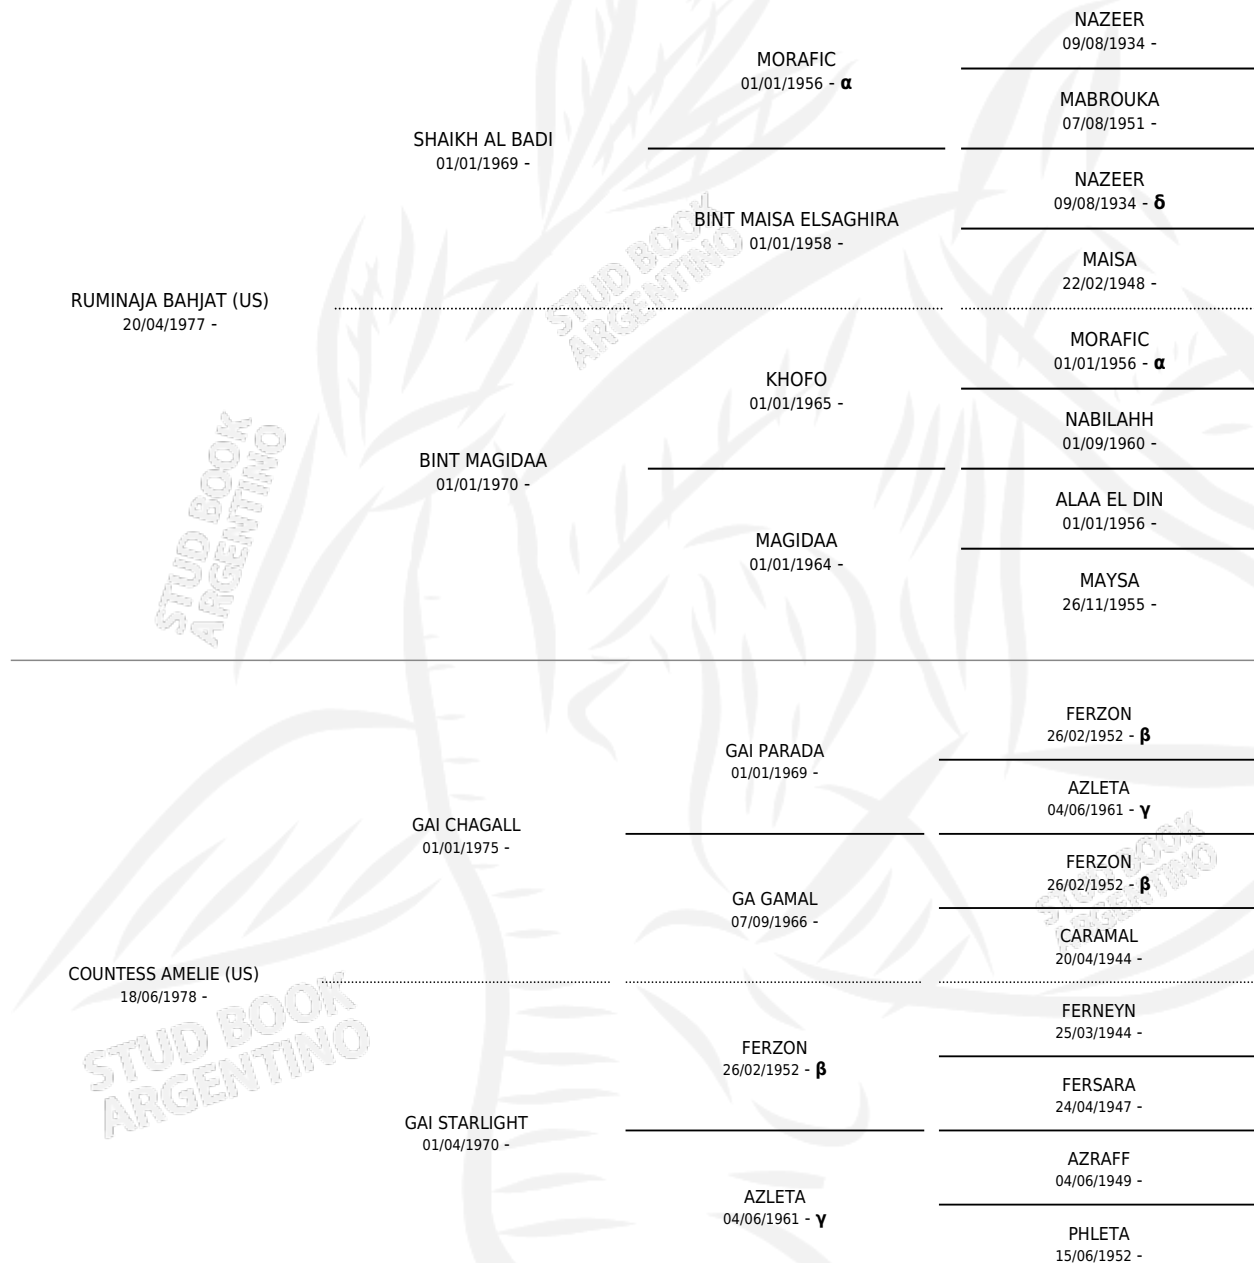 NAZEER
09/08/1934 -
MORAFIC
01/01/1956 - α
MABROUKA
07/08/1951 -
SHAIKH AL BADI
01/01/1969 -
NAZEER
09/08/1934 - δ
BINT MAISA ELSAGHIRA
01/01/1958 -
MAISA
22/02/1948 -
RUMINAJA BAHJAT (US)
20/04/1977 -
MORAFIC
01/01/1956 - α
KHOFO
01/01/1965 -
NABILAHH
01/09/1960 -
BINT MAGIDAA
01/01/1970 -
ALAA EL DIN
01/01/1956 -
MAGIDAA
01/01/1964 -
MAYSA
26/11/1955 -
FERZON
26/02/1952 - β
GAI PARADA
01/01/1969 -
AZLETA
04/06/1961 - γ
GAI CHAGALL
01/01/1975 -
FERZON
26/02/1952 - β
GA GAMAL
07/09/1966 -
CARAMAL
20/04/1944 -
COUNTESS AMELIE (US)
18/06/1978 -
FERNEYN
25/03/1944 -
FERZON
26/02/1952 - β
FERSARA
24/04/1947 -
GAI STARLIGHT
01/04/1970 -
AZRAFF
04/06/1949 -
AZLETA
04/06/1961 - γ
PHLETA
15/06/1952 -
STUD BOOK
ARGENTINO
STUD BOOK
ARGENTINO
STUD BOOK
ARGENTINO
STUD BOOK
ARGENTINO